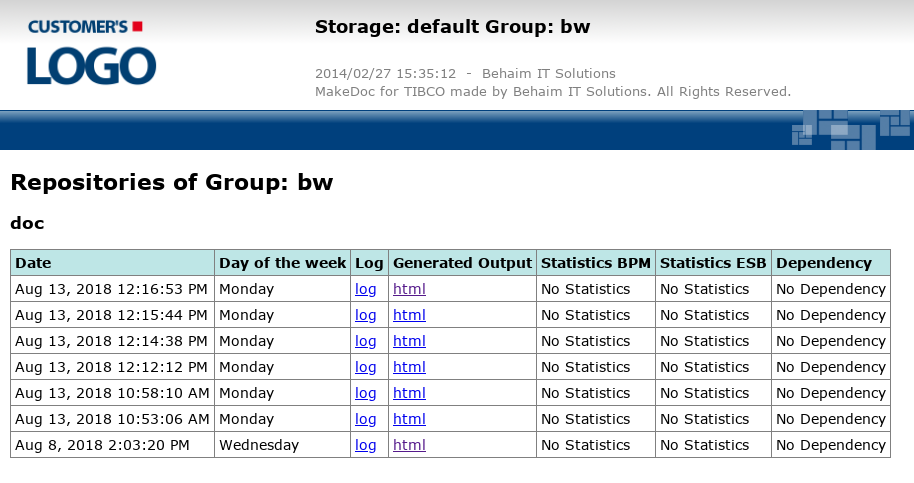 CUSTOMER'S
LOGO
Storage: default Group: bw
2014/02/27 15:35:12 - Behaim IT Solutions
MakeDoc for TIBCO made by Behaim IT Solutions. All Rights Reserved.
Repositories of Group: bw
doc
Date Day of the week Log Generated Output Statistics BPM Statistics ESB Dependency
Aug 13, 2018 12:16:53 PM Monday log html No Statistics No Statistics No Dependency
Aug 13, 2018 12:15:44 PM Monday log html No Statistics No Statistics No Dependency
Aug 13, 2018 12:14:38 PM Monday log html No Statistics No Statistics No Dependency
Aug 13, 2018 12:12:12 PM Monday log html No Statistics No Statistics No Dependency
Aug 13, 2018 10:58:10 AM Monday log html No Statistics No Statistics No Dependency
Aug 13, 2018 10:53:06 AM Monday log html No Statistics No Statistics No Dependency
Aug 8, 2018 2:03:20 PM Wednesday log html No Statistics No Statistics No Dependency